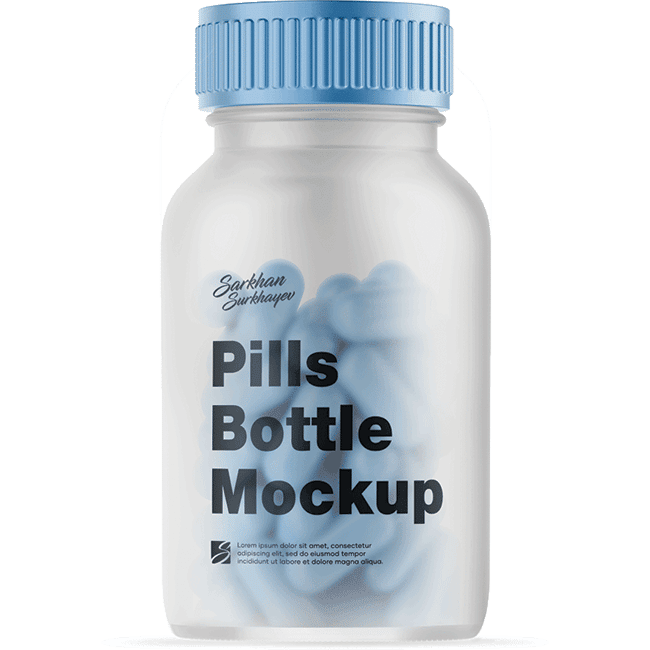 Sarkhan
Surkhayev
Pills
Bottle
Mockup
Lorem ipsum dolor sit amet, consectetur
adipiscing elit, sed do eiusmod tempor
incididunt ut labore et dolore magna aliqua.